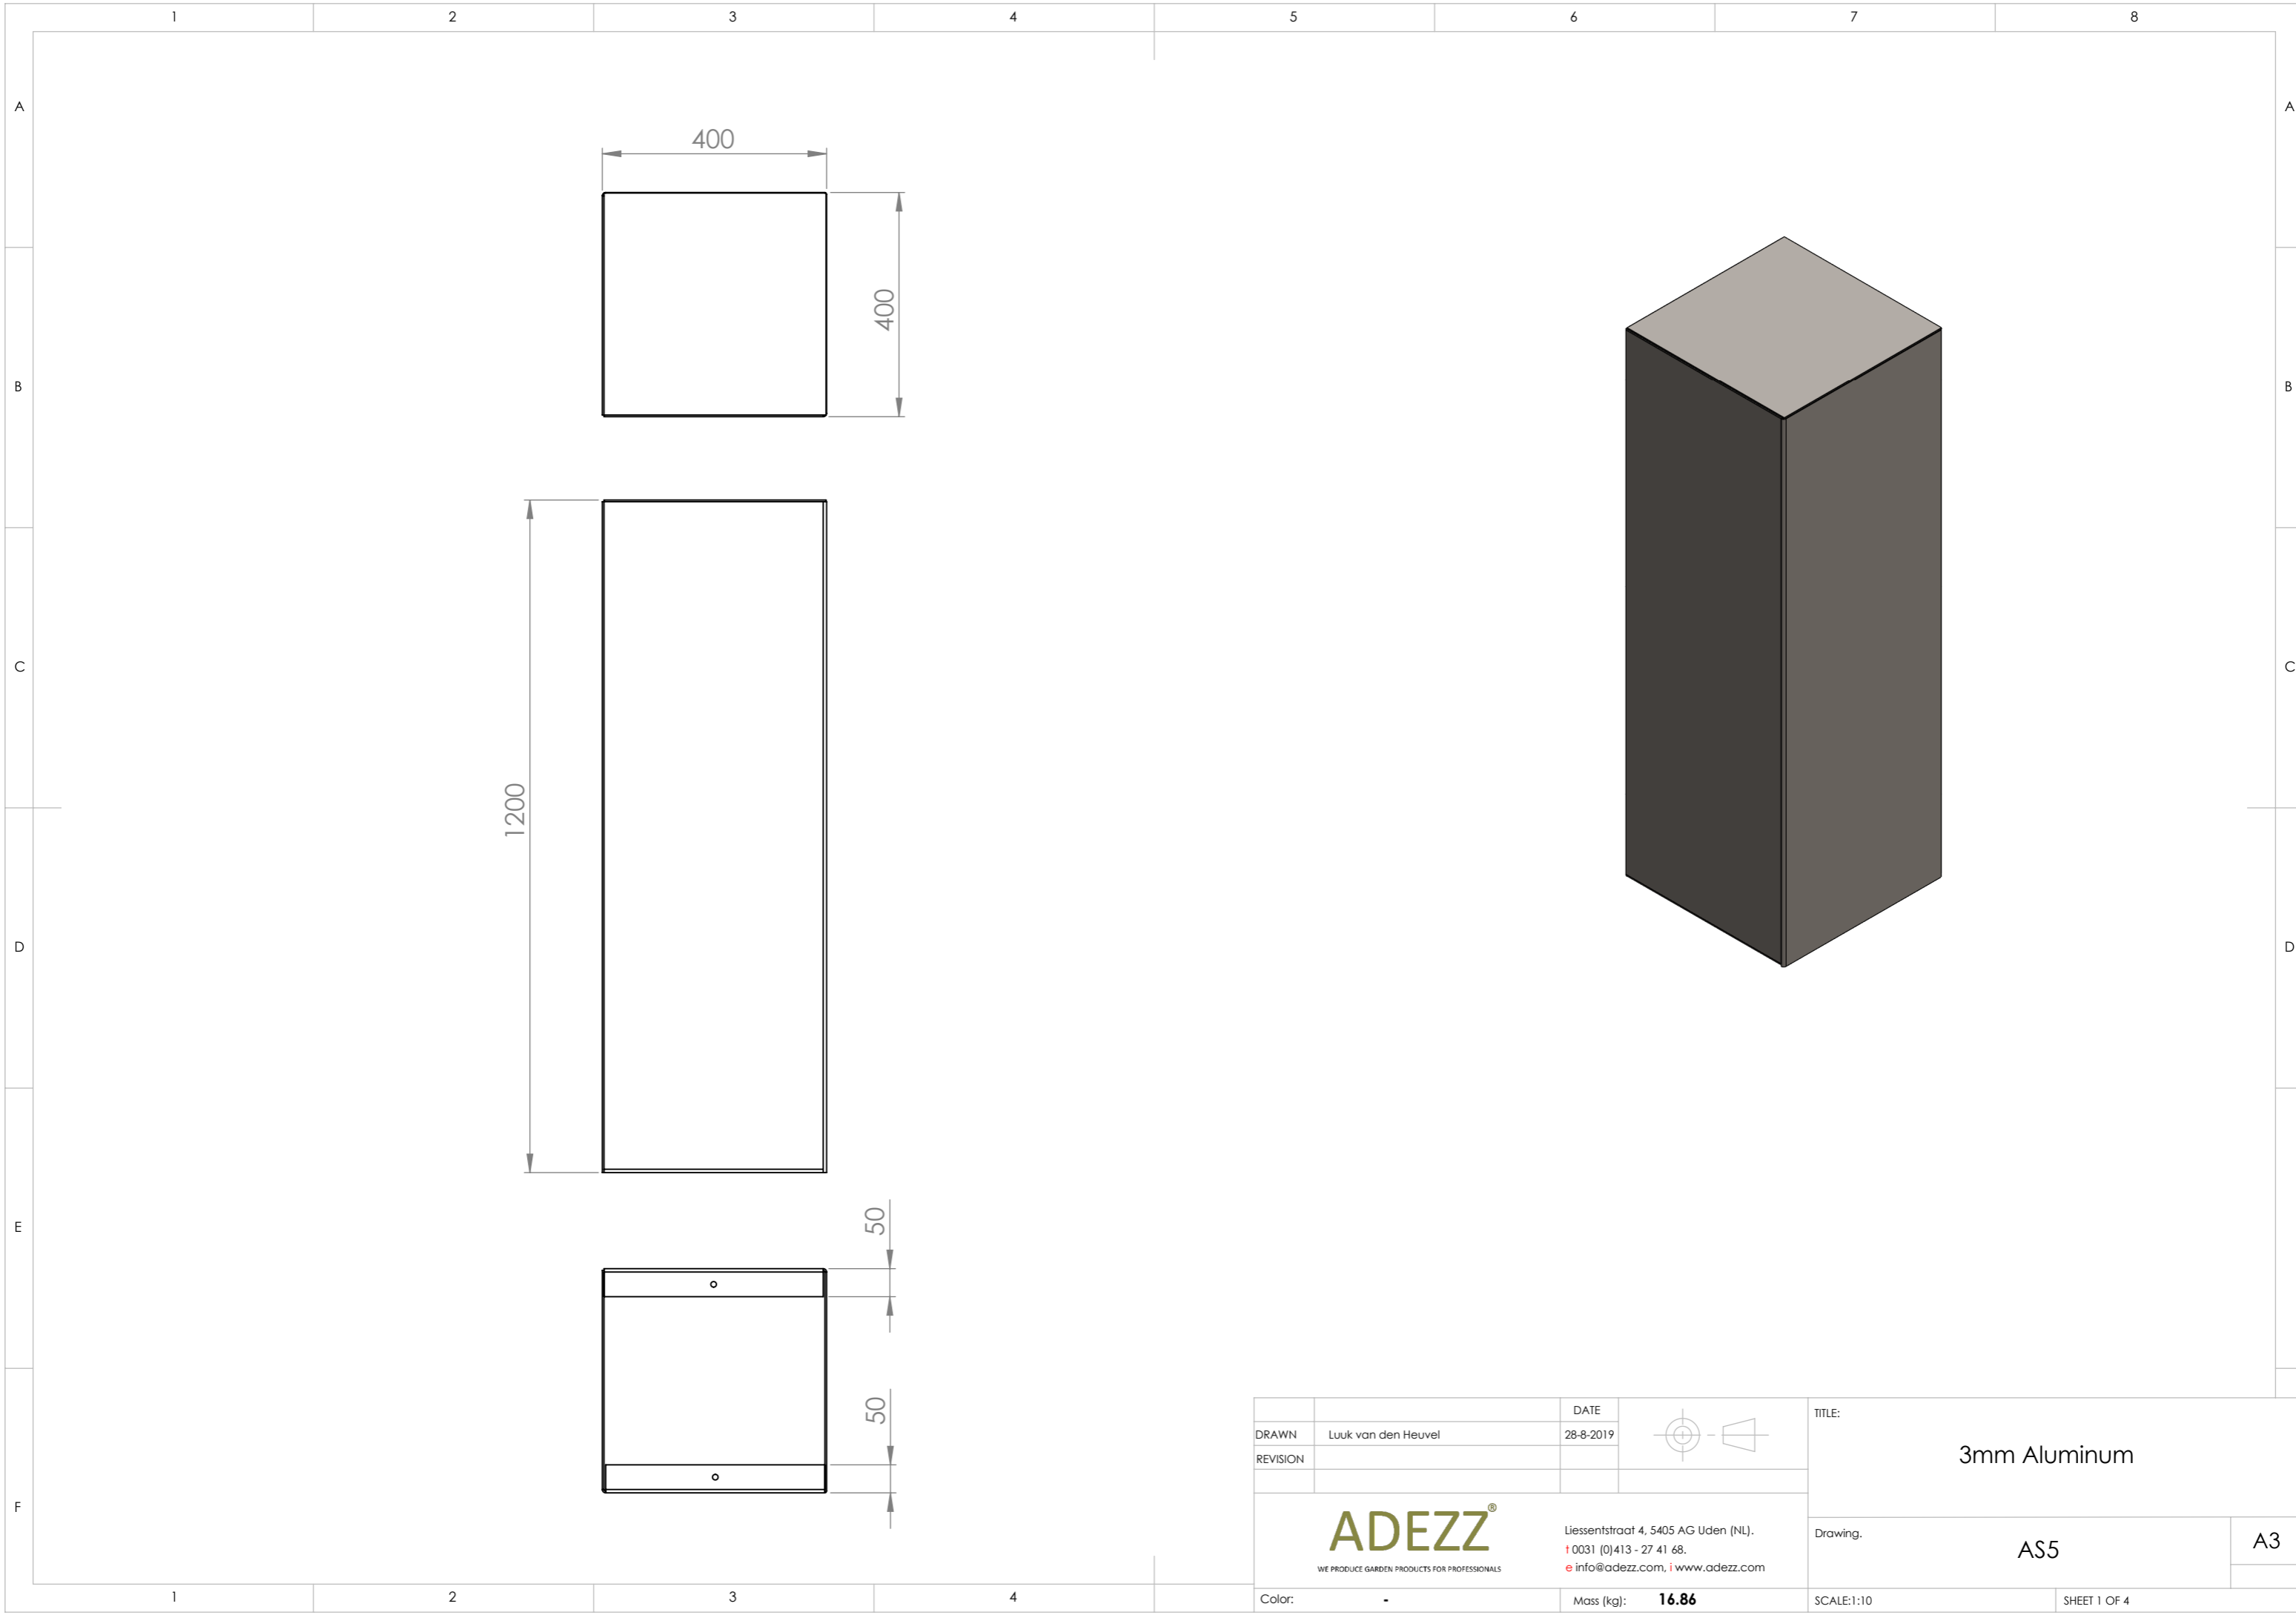 1 2 3 4 5 6 7 8
A A
400
400
B B
C C
1200
D D
50
E
50
F
DATE
DRAWN Luuk van den Heuvel 28-8-2019
REVISION
TITLE:
3mm Aluminum
ADEZZ®
WE PRODUCE GARDEN PRODUCTS FOR PROFESSIONALS
Liessentstraat 4, 5405 AG Uden (NL).
t 0031 (0)413 - 27 41 68.
e info@adezz.com, i www.adezz.com
Drawing.
AS5
A3
Color: -
Mass (kg): 16.86
SCALE:1:10
SHEET 1 OF 4
1 2 3 4